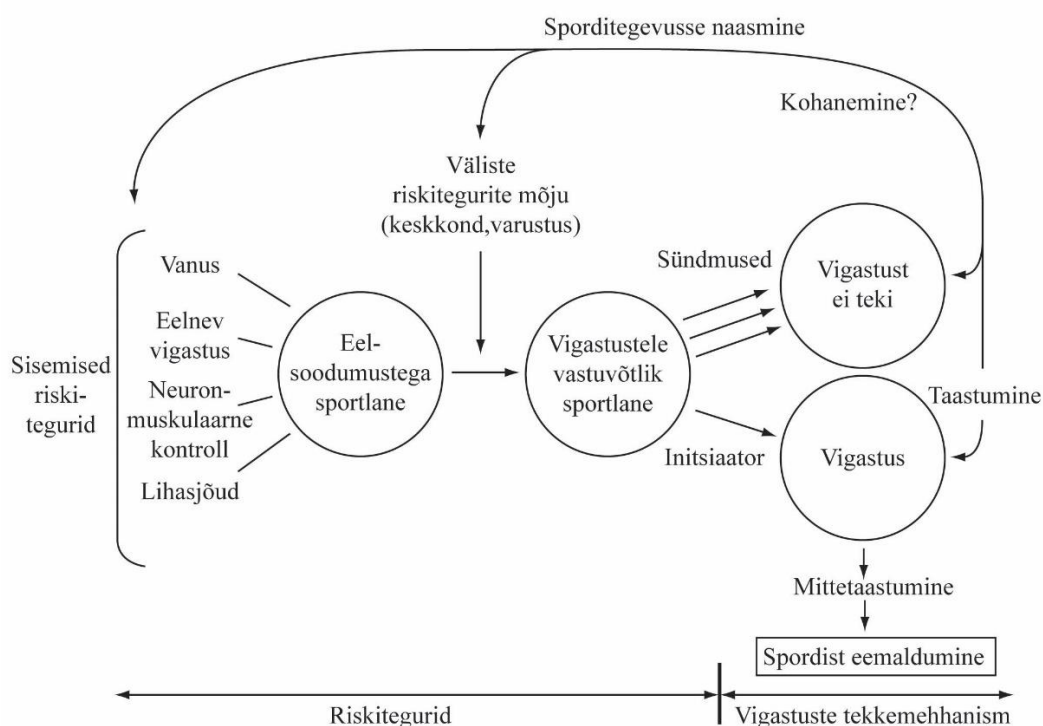 Sporditegevusse naasmine
Kohanemine?
Väliste
riskitegurite mõju
(keskkond,varustus)
Sisemised
riski-
tegurid
Vanus
Eelnev
vigastus
Neuron-
muskulaarne
kontroll
Lihasjõud
Eel-
soodumustega
sportlane
Vigastustele
vastuvõtlik
sportlane
Sündmused
Initsiaator
Vigastust
ei teki
Vigastus
Taastumine
Mittetaastumine
Spordist eemaldumine
Riskitegurid
Vigastuste tekkemehhanism